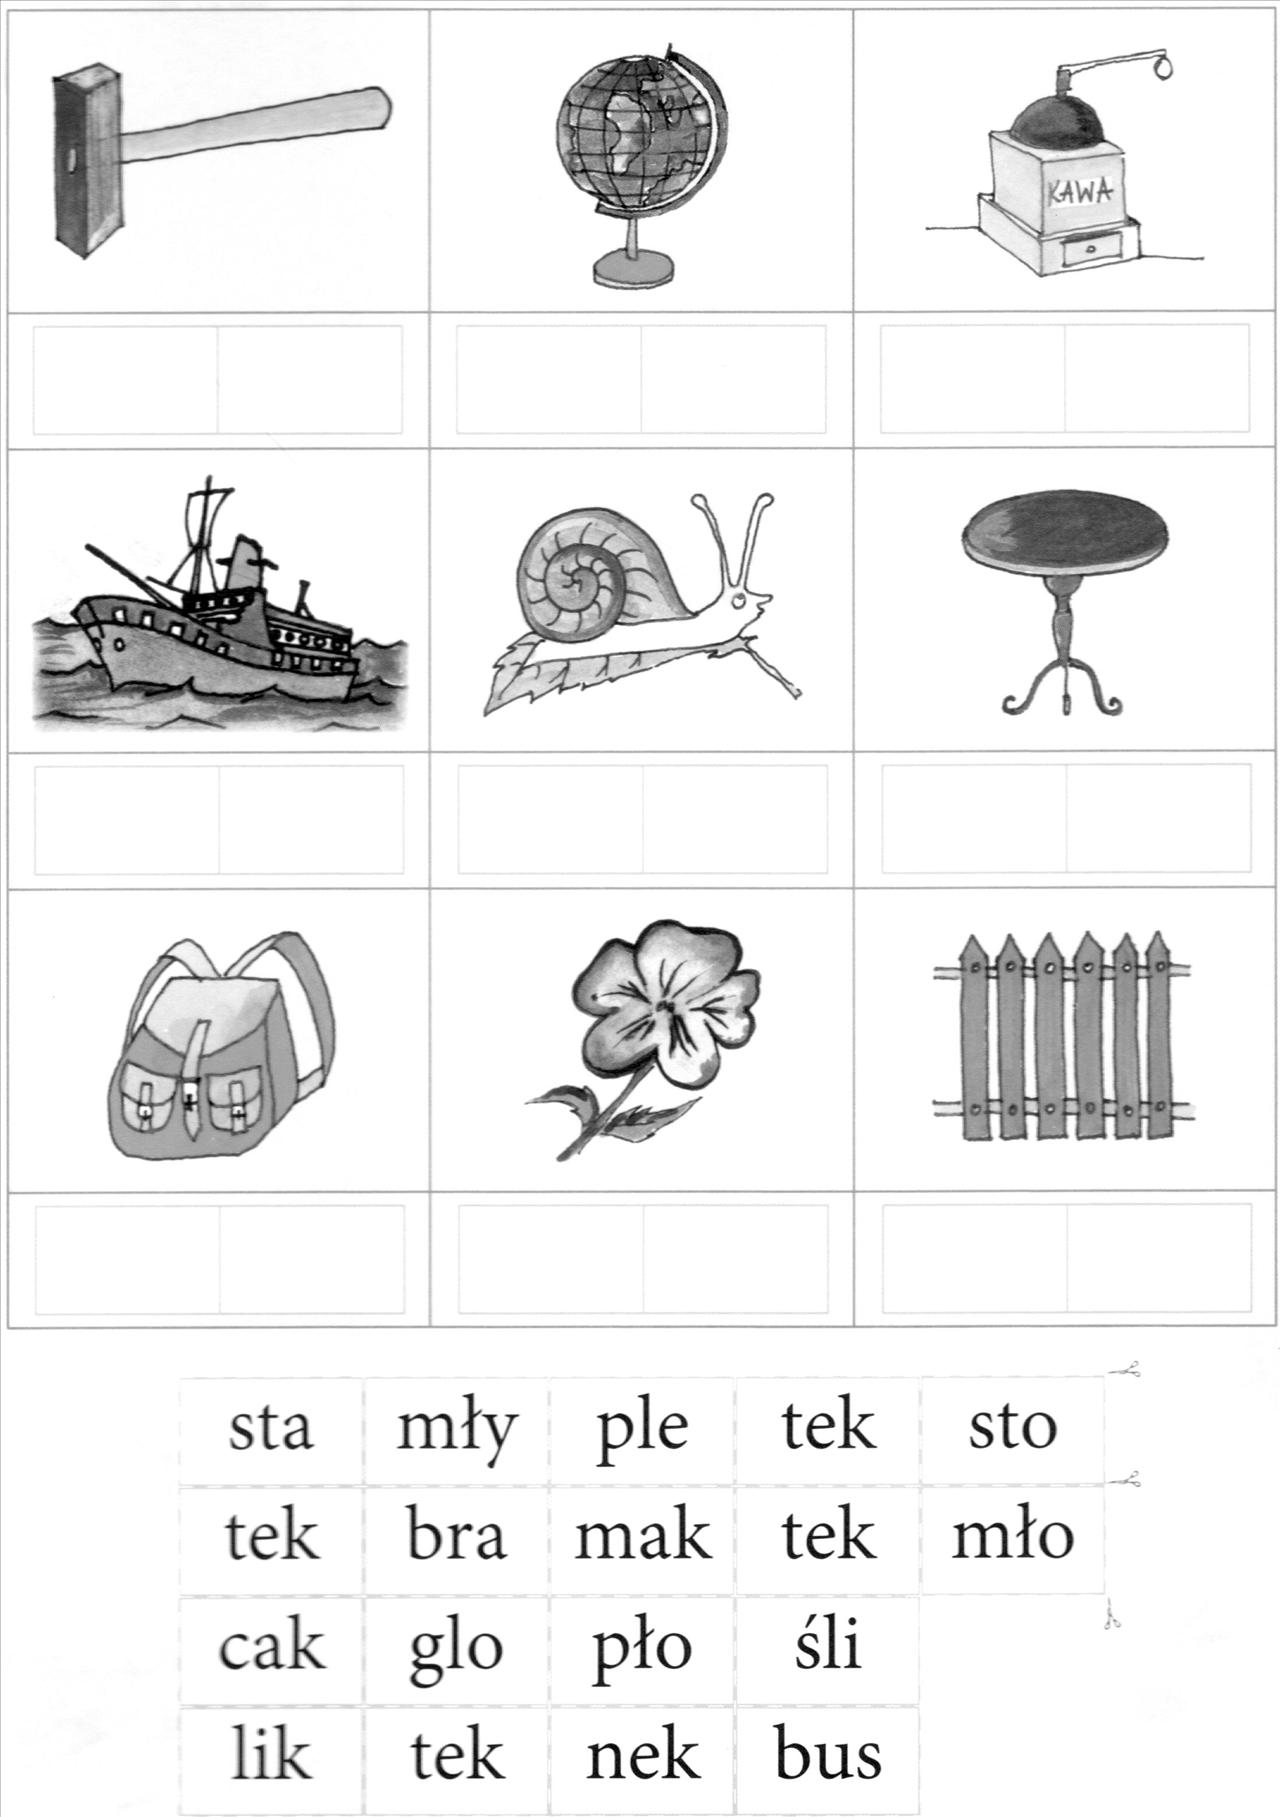 KAWA
sta mły ple tek sto
tek bra mak tek mło
cak glo pło śli
lik tek nek bus